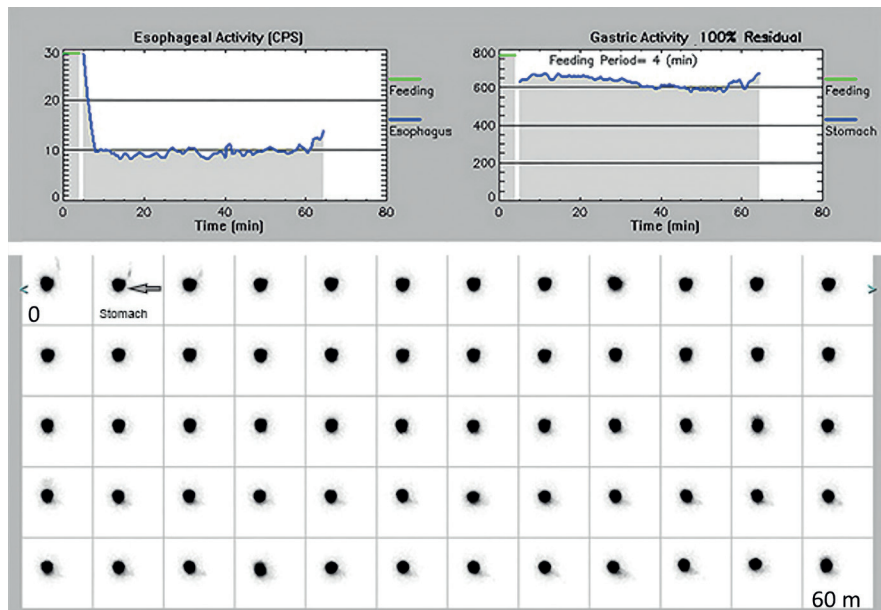 Esophageal Activity (CPS)
30
20
10
0
0 20 40 60 80
Time (min)
Feeding
Esophagus
Gastric Activity 100% Residual
Feeding Period= 4 (min)
800
600
400
200
0 20 40 60 80
Time (min)
Feeding
Stomach
< >
0
Stomach
60 m